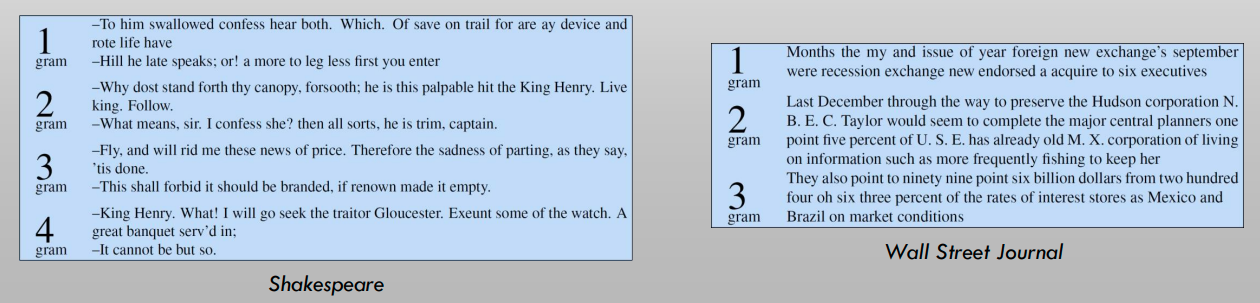 1
gram
–To him swallowed confess hear both. Which. Of save on trail for are ay device and
rote life have
–Hill he late speaks; or! a more to leg less first you enter
2
gram
–Why dost stand forth thy canopy, forsooth; he is this palpable hit the King Henry. Live
king. Follow.
–What means, sir. I confess she? then all sorts, he is trim, captain.
3
gram
–Fly, and will rid me these news of price. Therefore the sadness of parting, as they say,
’tis done.
–This shall forbid it should be branded, if renown made it empty.
4
gram
–King Henry. What! I will go seek the traitor Gloucester. Exeunt some of the watch. A
great banquet serv’d in;
–It cannot be but so.
Shakespeare
1
gram
Months the my and issue of year foreign new exchange’s september
were recession exchange new endorsed a acquire to six executives
2
gram
Last December through the way to preserve the Hudson corporation N.
B. E. C. Taylor would seem to complete the major central planners one
point five percent of U. S. E. has already old M. X. corporation of living
on information such as more frequently fishing to keep her
3
gram
They also point to ninety nine point six billion dollars from two hundred
four oh six three percent of the rates of interest stores as Mexico and
Brazil on market conditions
Wall Street Journal